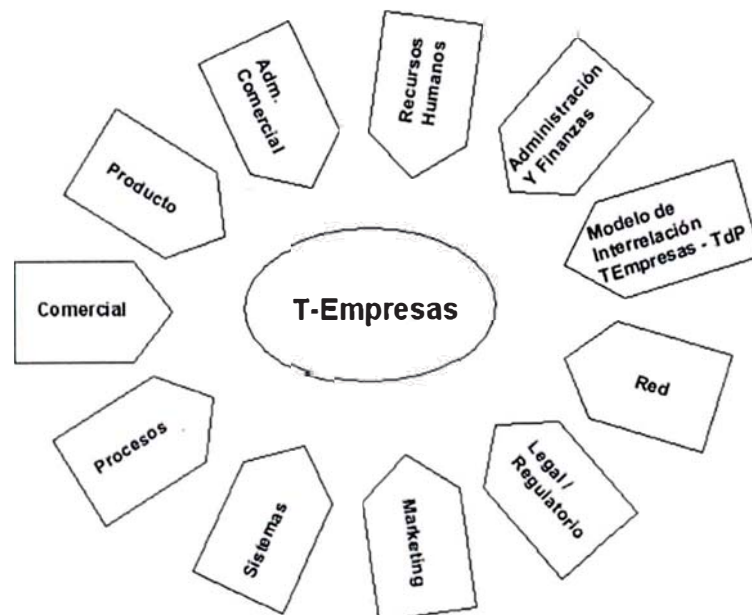 Adm.
Comercial
Recursos
Humanos
Administración
Y Finanzas
Producto
Modelo de
Interrelación
TEmpresas - TdP
Comercial
T-Empresas
Red
Procesos
Sistemas
Marketing
Legal /
Regulatorio